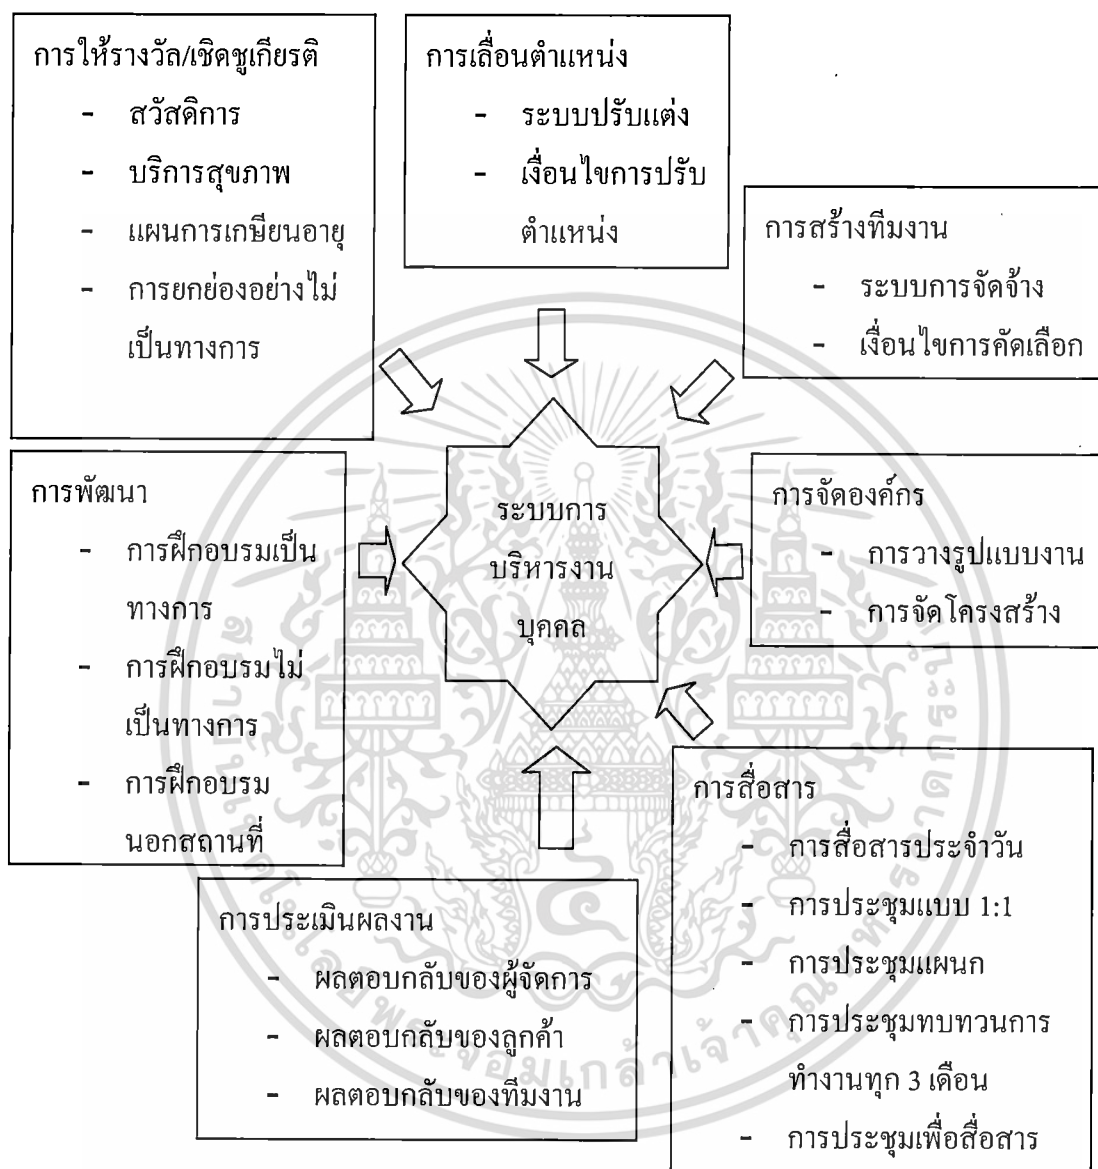 การให้รางวัล/เชิดชูเกียรติ
- สวัสดิการ
- บริการสุขภาพ
- แผนการเกษียนอายุ
- การยกย่องอย่างไม่
เป็นทางการ
การเลื่อนตำแหน่ง
- ระบบปรับแต่ง
- เงื่อนไขการปรับ
ตำแหน่ง
การสร้างทีมงาน
- ระบบการจัดจ้าง
- เงื่อนไขการคัดเลือก
การพัฒนา
- การฝึกอบรมเป็น
ทางการ
- การฝึกอบรมไม่
เป็นทางการ
- การฝึกอบรม
นอกสถานที่
ระบบการ
บริหารงาน
บุคคล
การจัดองค์กร
- การวางรูปแบบงาน
- การจัดโครงสร้าง
การประเมินผลงาน
- ผลตอบกลับของผู้จัดการ
- ผลตอบกลับของลูกค้า
- ผลตอบกลับของทีมงาน
การสื่อสาร
- การสื่อสารประจำวัน
- การประชุมแบบ 1:1
- การประชุมแผนก
- การประชุมทบทวนการ
ทำงานทุก 3 เดือน
- การประชุมเพื่อสื่อสาร